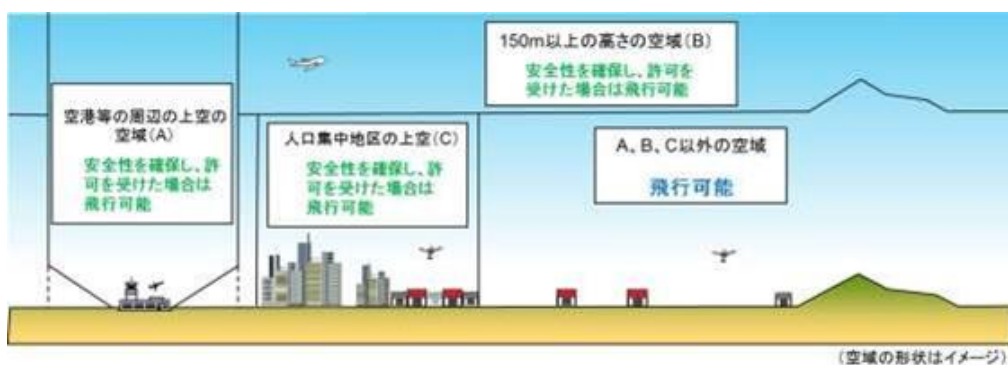 150m以上の高さの空域(B)
安全性を確保し、許可を
受けた場合は飛行可能
空港等の周辺の上空の
空域(A)
安全性を確保し、許
可を受けた場合は
飛行可能
人口集中地区の上空(C)
安全性を確保し、許
可を受けた場合は
飛行可能
A、B、C以外の空域
飛行可能
(空域の形状はイメージ)